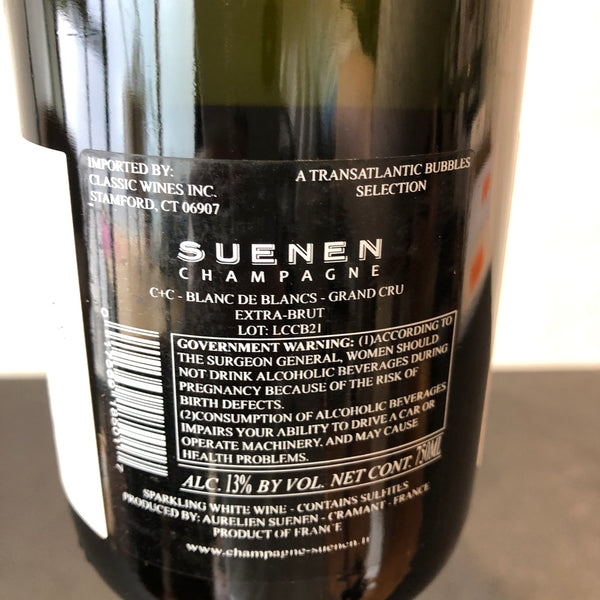 IMPORTED BY:
CLASSIC WINES INC.
STAMFORD, CT 06907
A TRANSATLANTIC BUBBLES
SELECTION
SUENEN
CHAMPAGNE
C+C - BLANC DE BLANCS - GRAND CRU
EXTRA-BRUT
LOT: LCCB21
GOVERNMENT WARNING: (1)ACCORDING TO
THE SURGEON GENERAL, WOMEN SHOULD
NOT DRINK ALCOHOLIC BEVERAGES DURING
PREGNANCY BECAUSE OF THE RISK OF
BIRTH DEFECTS.
(2)CONSUMPTION OF ALCOHOLIC BEVERAGES
IMPAIRS YOUR ABILITY TO DRIVE A CAR OR
OPERATE MACHINERY. AND MAY CAUSE
HEALTH PROBLEMS.
ALC. 13% BY VOL. NET CONT. 750ML
SPARKLING WHITE WINE - CONTAINS SULFITES
PRODUCED BY: AURELIEN SUENEN - CRAMANT - FRANCE
PRODUCT OF FRANCE
www.champagne-suenen.fr